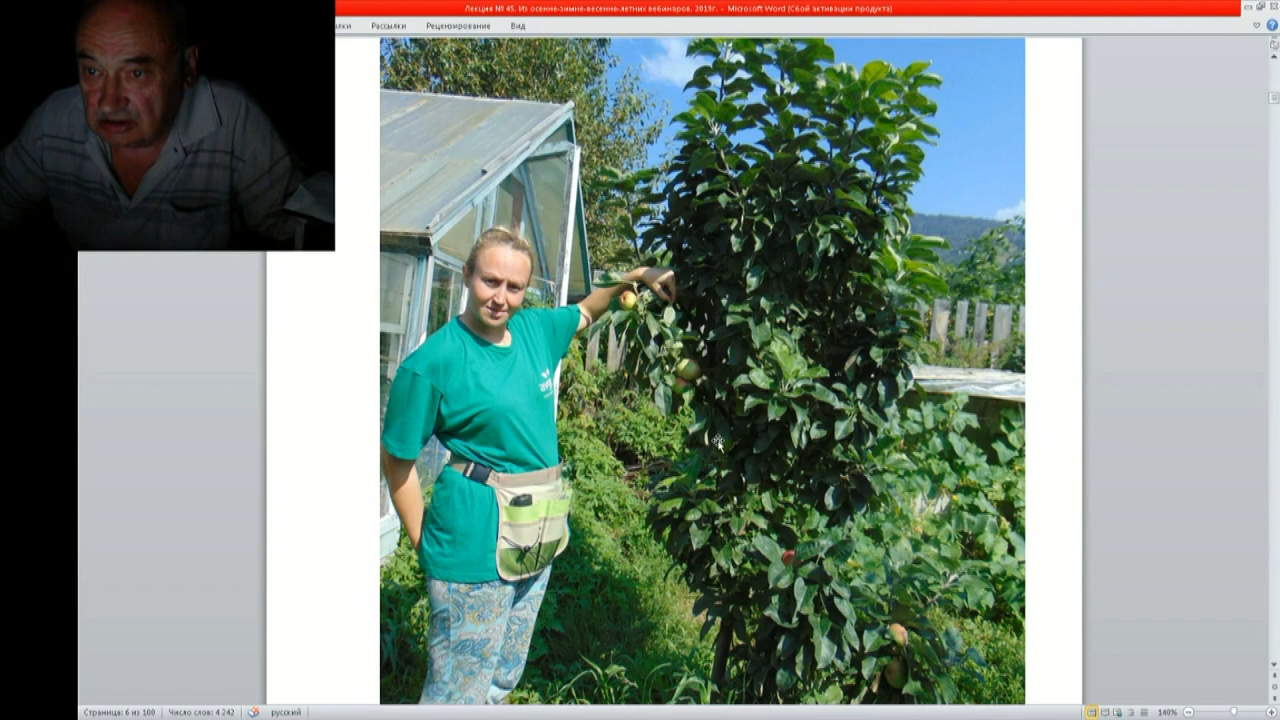 Лекция № 45. Из осенне-зимне-весенне-летних вебинаров. 2019г. - Microsoft Word (Сбой активации продукта)
лки Рассылки Рецензирование Вид
Страница: 6 из 100 Число слов: 4 242 русский 140%